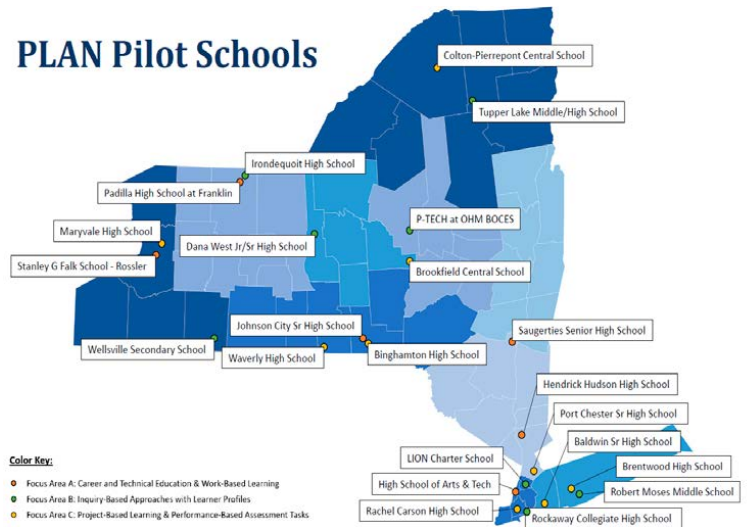 PLAN Pilot Schools
Colton-Pierrepont Central School
Tupper Lake Middle/High School
Irondequoit High School
Padilla High School at Franklin
Maryvale High School
P-TECH at OHM BOCES
Dana West Jr/Sr High School
Stanley G Falk School - Rossler
Brookfield Central School
Johnson City Sr High School
Saugerties Senior High School
Wellsville Secondary School
Waverly High School
Binghamton High School
Hendrick Hudson High School
Port Chester Sr High School
Baldwin Sr High School
LION Charter School
Brentwood High School
High School of Arts & Tech
Robert Moses Middle School
Rachel Carson High School
Rockaway Collegiate High School
Color Key:
Focus Area A: Career and Technical Education & Work-Based Learning
Focus Area B: Inquiry-Based Approaches with Learner Profiles
Focus Area C: Project-Based Learning & Performance-Based Assessment Tasks